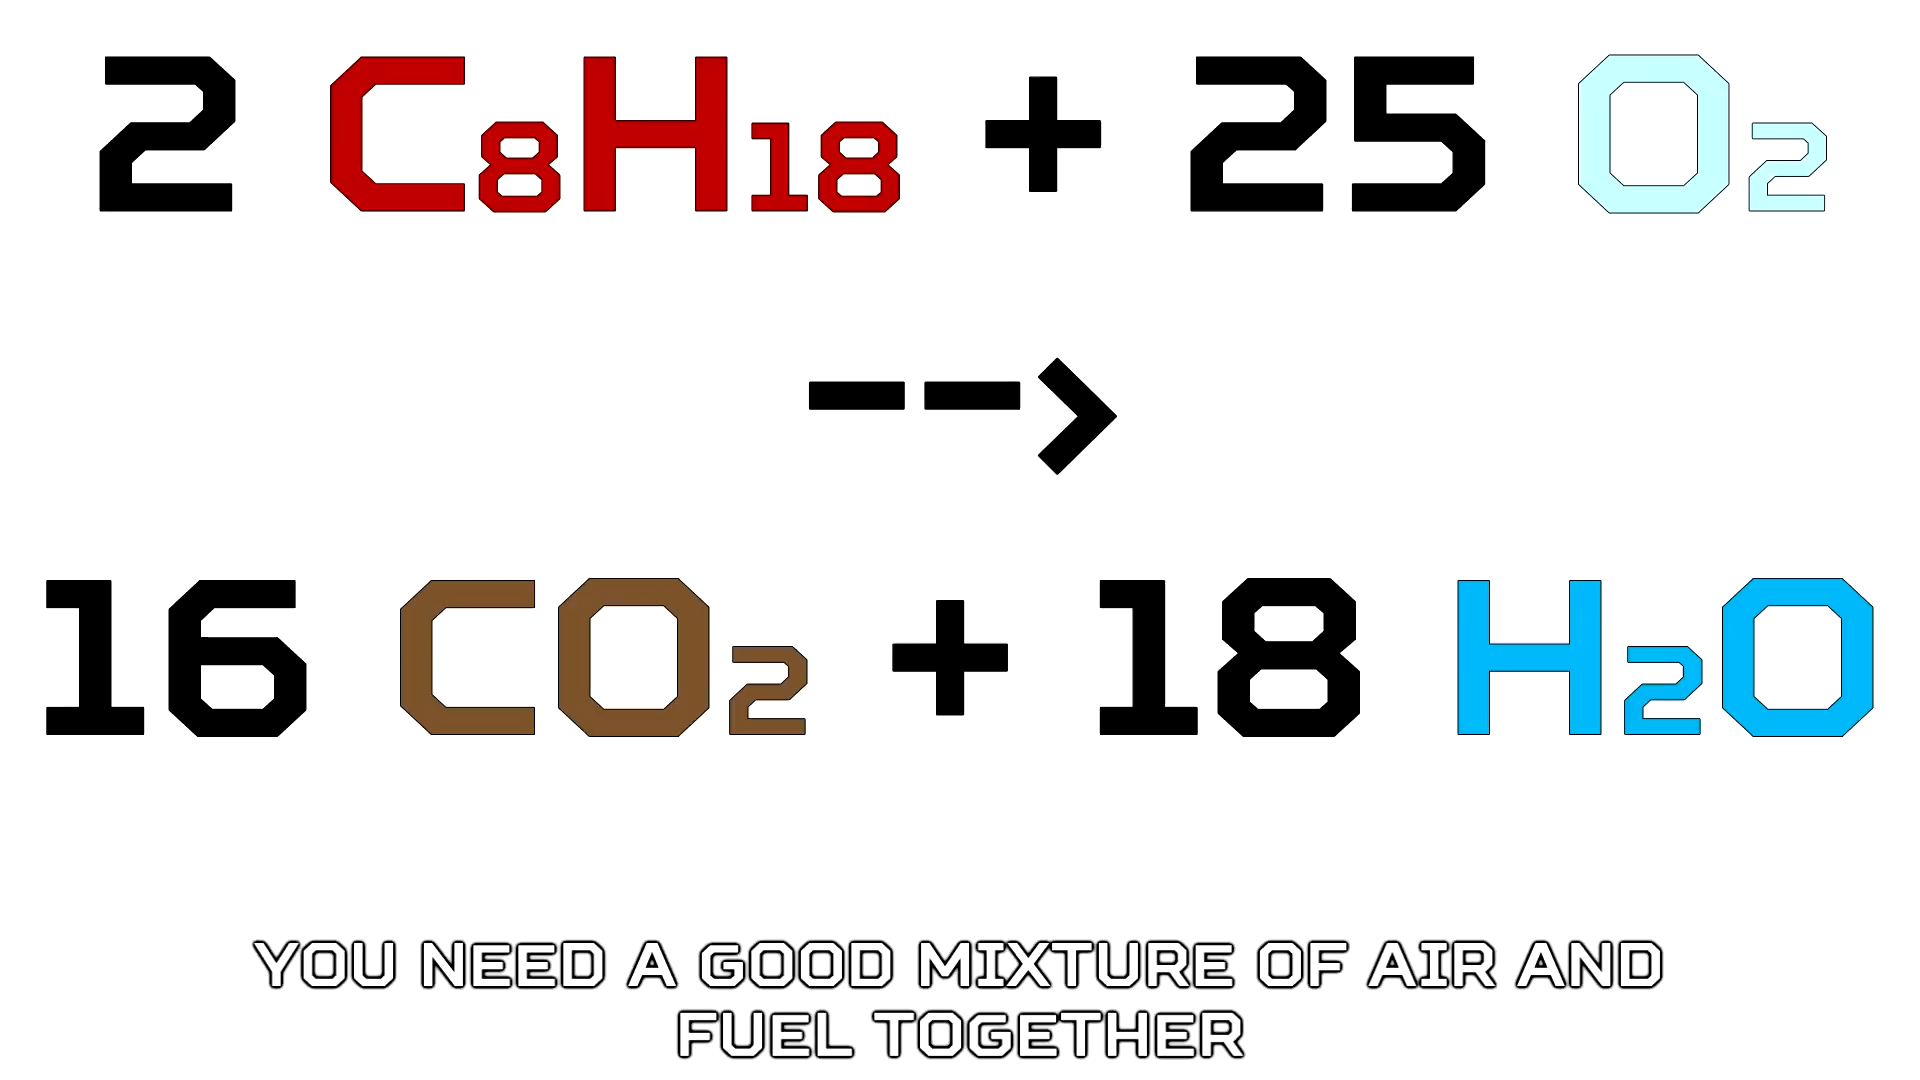 2 C₈H₁₈ + 25 O₂
-->
16 CO₂ + 18 H₂O
YOU NEED A GOOD MIXTURE OF AIR AND
FUEL TOGETHER